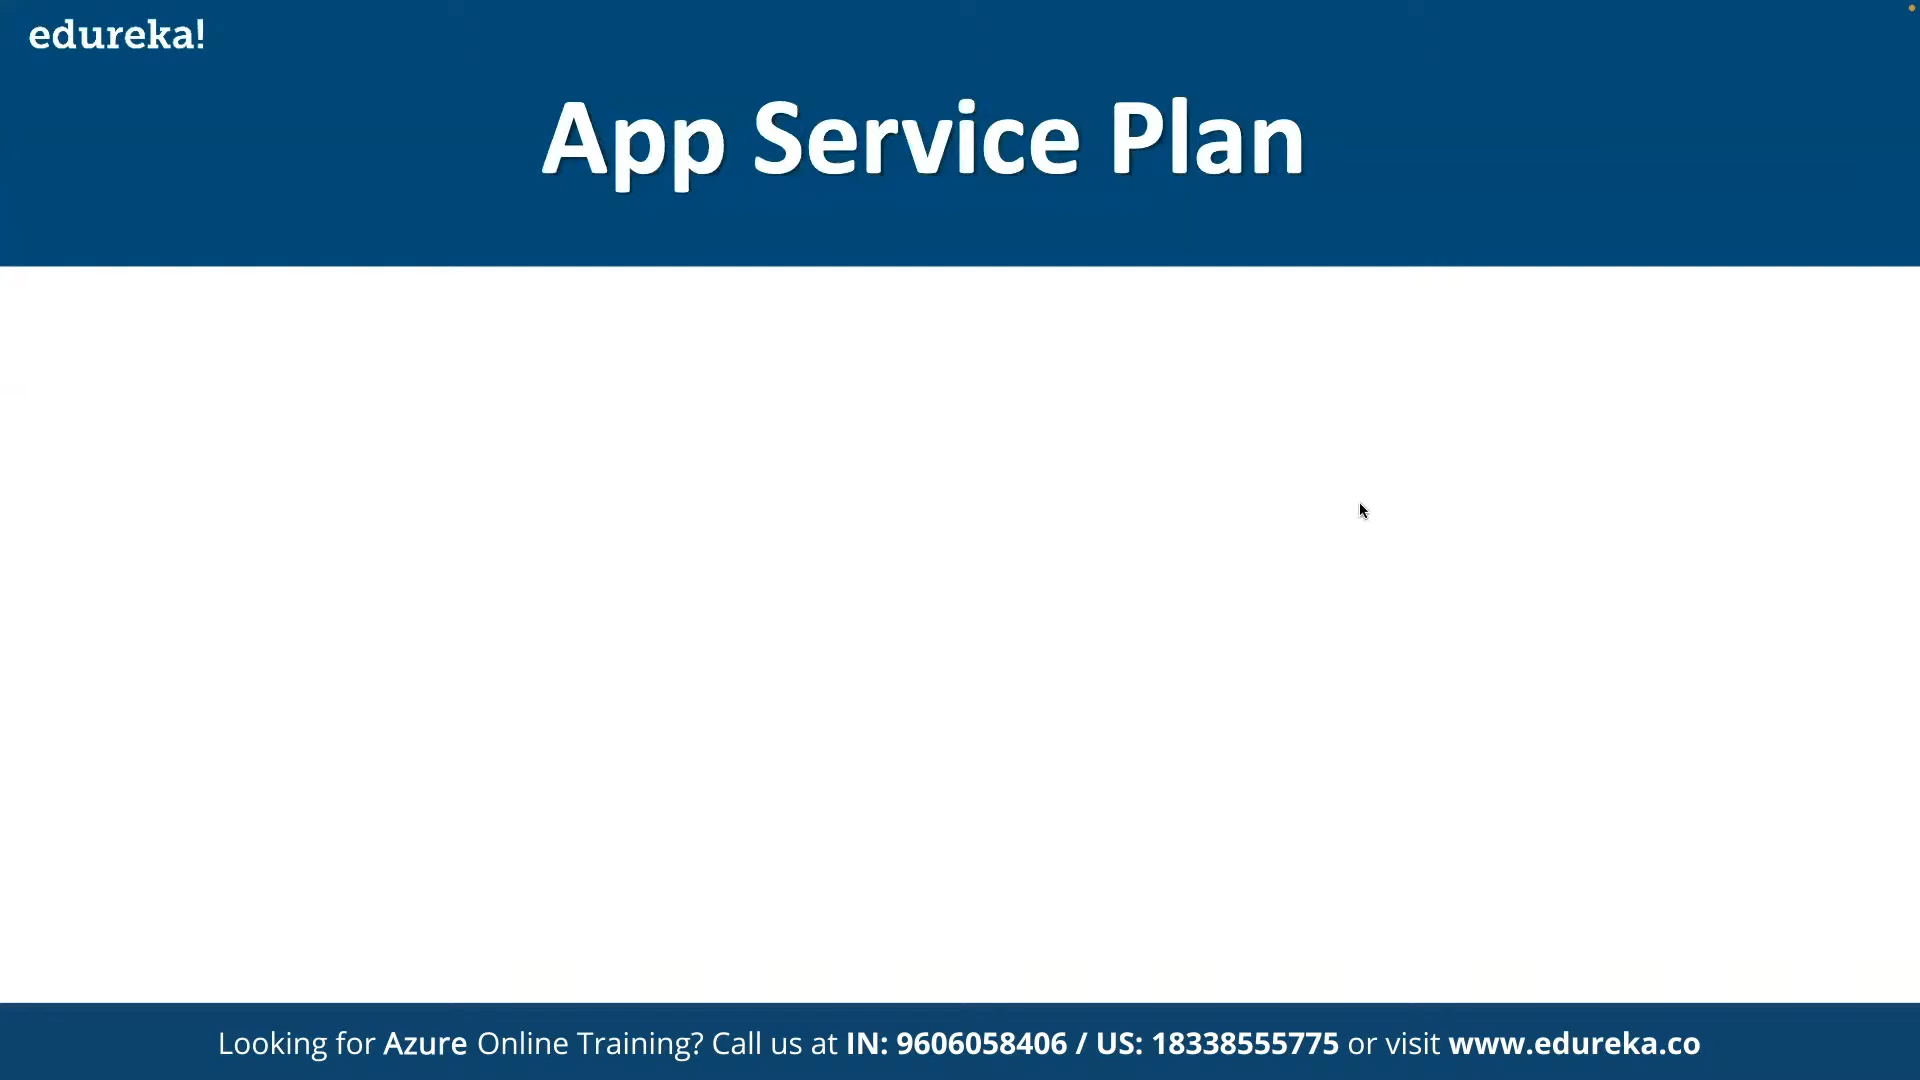 edureka!
App Service Plan
Looking for Azure Online Training? Call us at IN: 9606058406 / US: 18338555775 or visit www.edureka.co